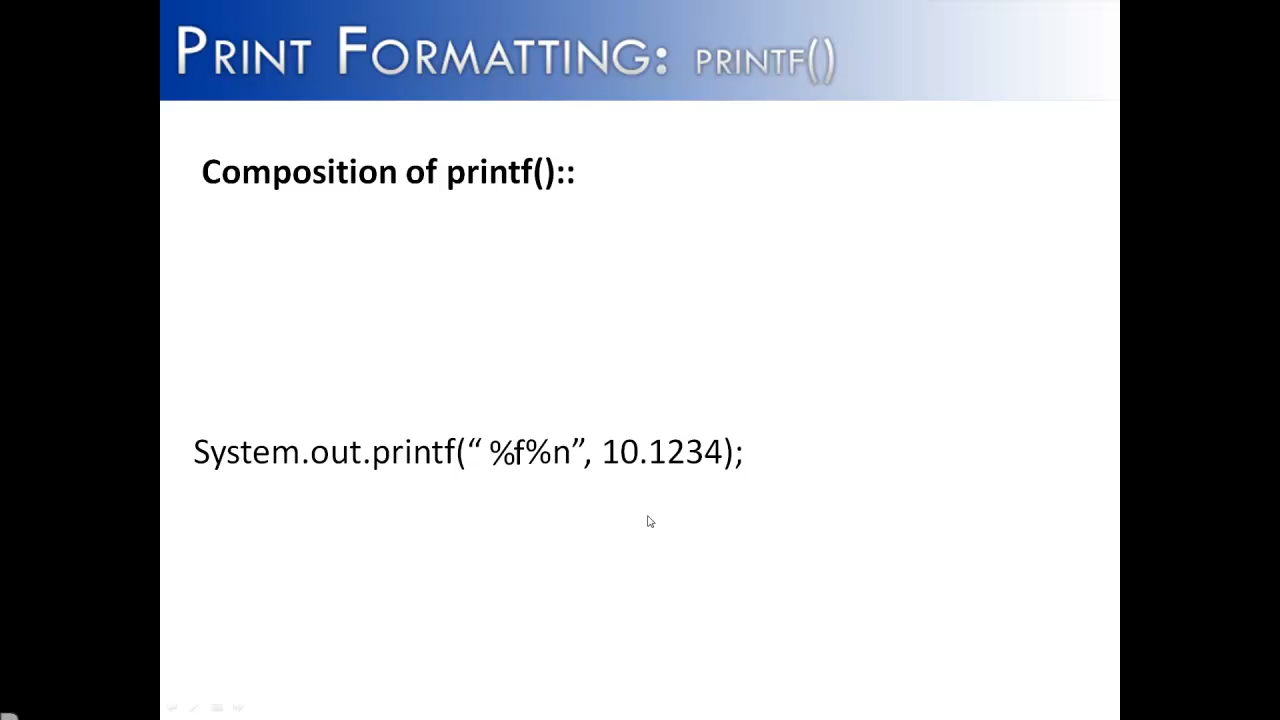 PRINT FORMATTING: PRINTF()
Composition of printf()::
System.out.printf(“ %f%n”, 10.1234);